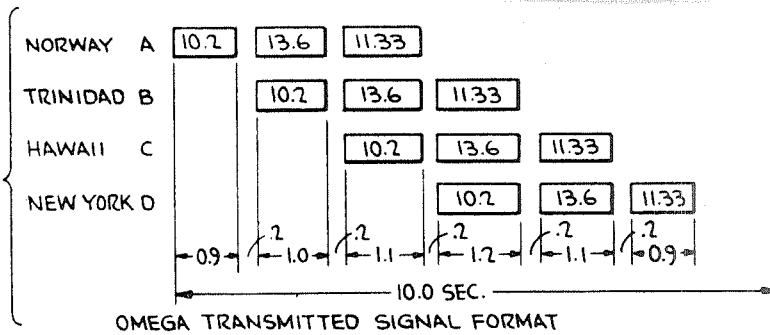 NORWAY A 10.2 13.6 11.33
TRINIDAD B 10.2 13.6 11.33
HAWAII C 10.2 13.6 11.33
NEW YORK D 10.2 13.6 11.33
.2 .2 .2 .2 .2
0.9 1.0 1.1 1.2 1.1 0.9
10.0 SEC.
OMEGA TRANSMITTED SIGNAL FORMAT